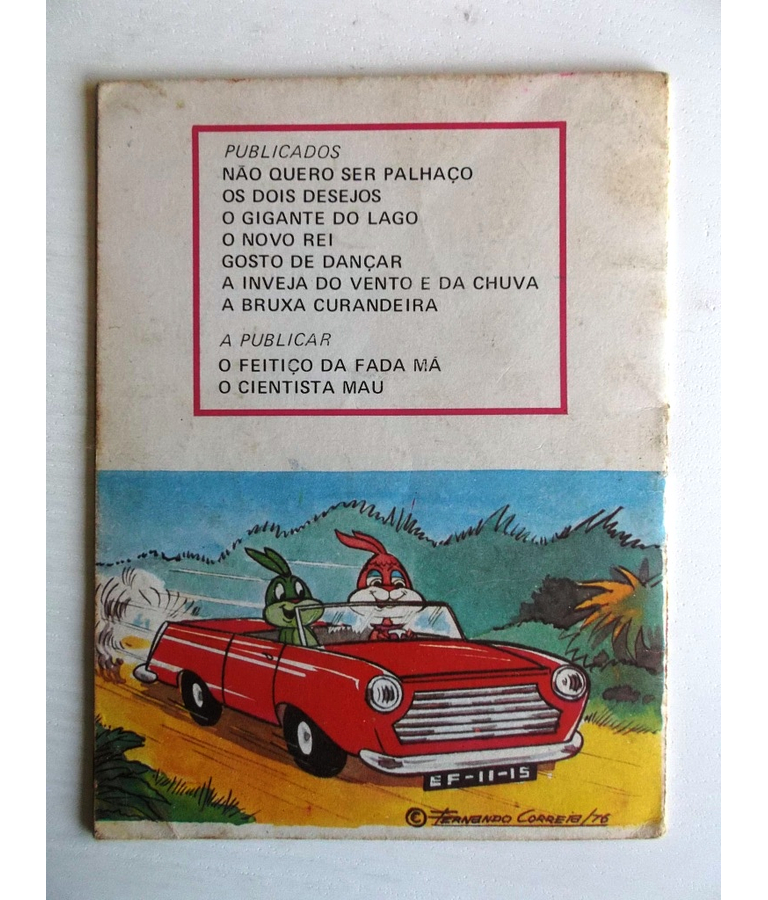 PUBLICADOS
NÃO QUERO SER PALHAÇO
OS DOIS DESEJOS
O GIGANTE DO LAGO
O NOVO REI
GOSTO DE DANÇAR
A INVEJA DO VENTO E DA CHUVA
A BRUXA CURANDEIRA
A PUBLICAR
O FEITIÇO DA FADA MÁ
O CIENTISTA MAU
EF-11-15
© FERNANDO CORREIA/76